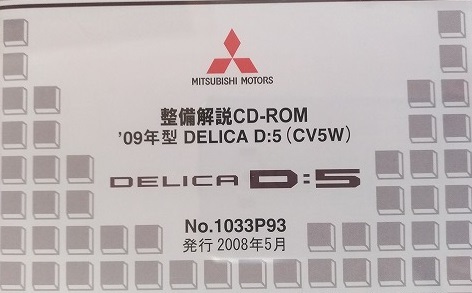 MITSUBISHI MOTORS
整備解説CD-ROM
'09年型 DELICA D:5(CV5W)
DELICA D:5
No.1033P93
発行 2008年5月